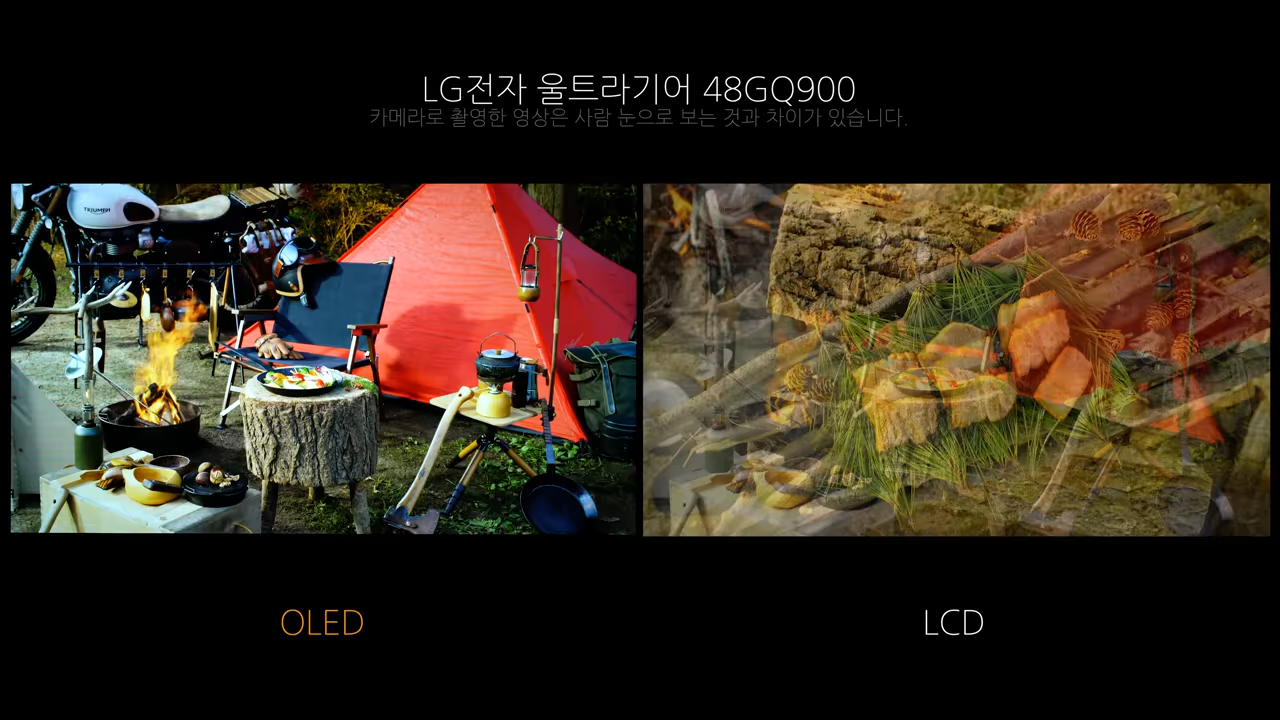 LG전자 울트라기어 48GQ900
카메라로 촬영한 영상은 사람 눈으로 보는 것과 차이가 있습니다.
TRIUMPH
OLED
LCD